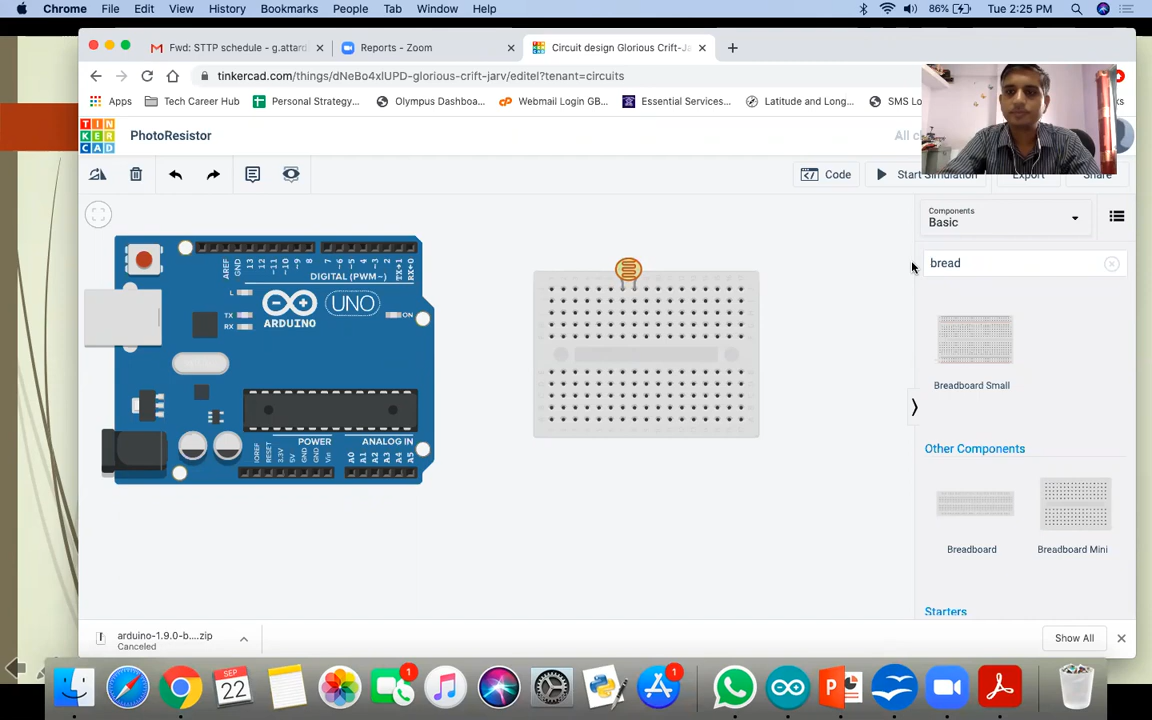 Chrome File Edit View History Bookmarks People Tab Window Help 86% Tue 2:25 PM
Fwd: STTP schedule - g.attard
Reports - Zoom
Circuit design Glorious Crift-Ja
tinkercad.com/things/dNeBo4xlUPD-glorious-crift-jarv/editel?tenant=circuits
Apps Tech Career Hub Personal Strategy... Olympus Dashboa... Webmail Login GB... Essential Services... Latitude and Long... SMS Lo
TIN
KER
CAD
PhotoResistor
Code
Start Simulation
Export
Share
Components
Basic
bread
Breadboard Small
Other Components
Breadboard
Breadboard Mini
Starters
AREF
GND
13
12
~11
~10
~9
8
7
~6
~5
4
~3
2
TX→1
RX←0
DIGITAL (PWM~)
L
TX
RX
UNO
ARDUINO
ON
POWER
ANALOG IN
IOREF
RESET
3.3V
5V
GND
GND
Vin
A0
A1
A2
A3
A4
A5
arduino-1.9.0-b....zip
Canceled
Show All
SEP
22
1
1